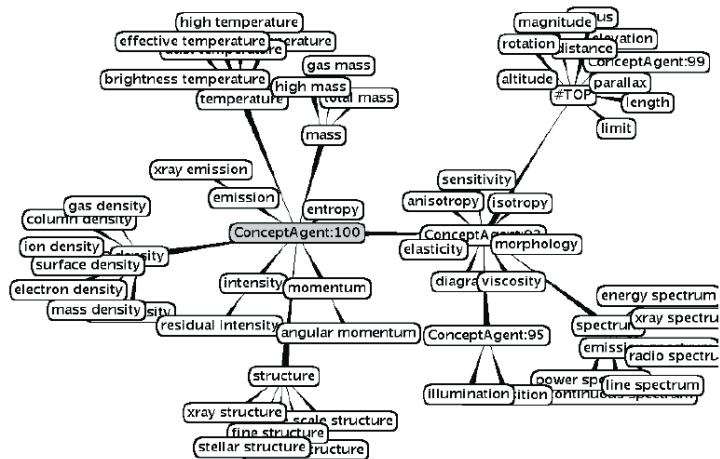 high temperature
effective temperature
brightness temperature
temperature
gas mass
high mass
total mass
mass
magnitude
rotation
distance
elevation
ConceptAgent:99
altitude
parallax
#TOP
length
limit
xray emission
emission
entropy
sensitivity
anisotropy
isotropy
gas density
column density
ConceptAgent:100
elasticity
morphology
ion density
surface density
electron density
mass density
intensity
momentum
viscosity
residual intensity
angular momentum
energy spectrum
spectrum
ConceptAgent:95
structure
line spectrum
illumination
xray structure
fine structure
stellar structure